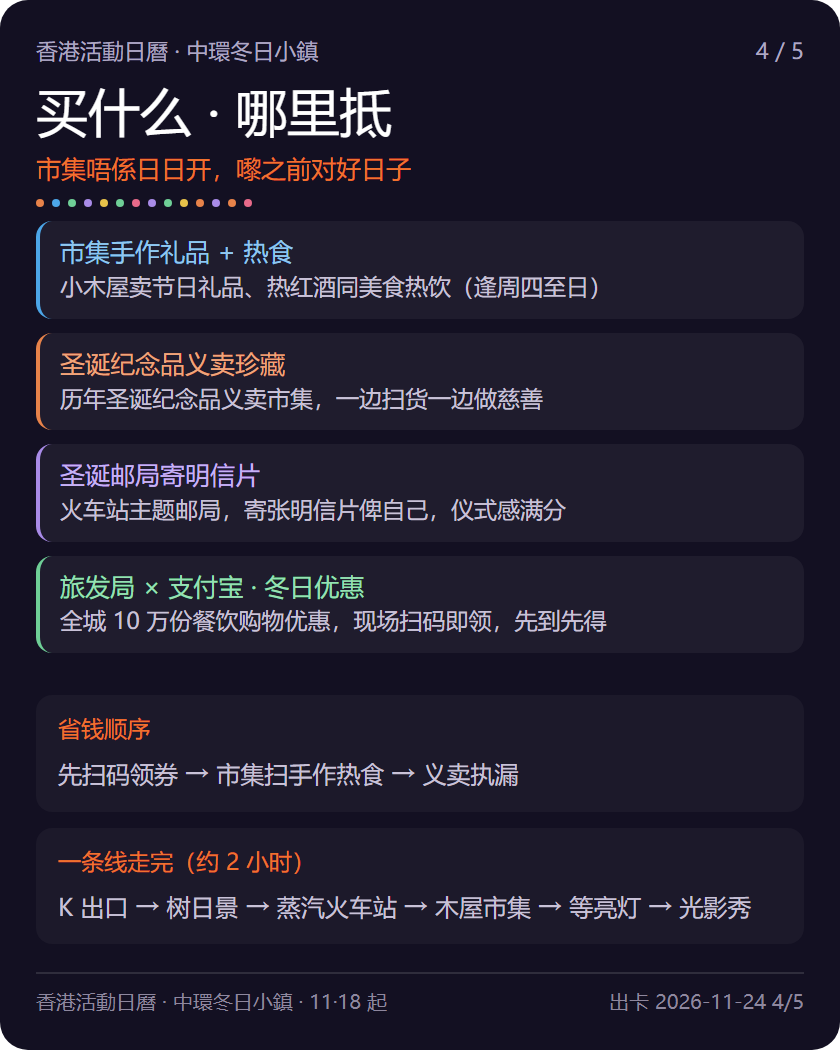 香港活動日曆 · 中環冬日小鎮
4 / 5
买什么 · 哪里抵
市集唔係日日开，嚟之前对好日子
市集手作礼品 + 热食
小木屋卖节日礼品、热红酒同美食热饮（逢周四至日）
圣诞纪念品义卖珍藏
历年圣诞纪念品义卖市集，一边扫货一边做慈善
圣诞邮局寄明信片
火车站主题邮局，寄张明信片俾自己，仪式感满分
旅发局 × 支付宝 · 冬日优惠
全城 10 万份餐饮购物优惠，现场扫码即领，先到先得
省钱顺序
先扫码领券 → 市集扫手作热食 → 义卖执漏
一条线走完（约 2 小时）
K 出口 → 树日景 → 蒸汽火车站 → 木屋市集 → 等亮灯 → 光影秀
香港活動日曆 · 中環冬日小鎮 · 11·18 起
出卡 2026-11-24 4/5